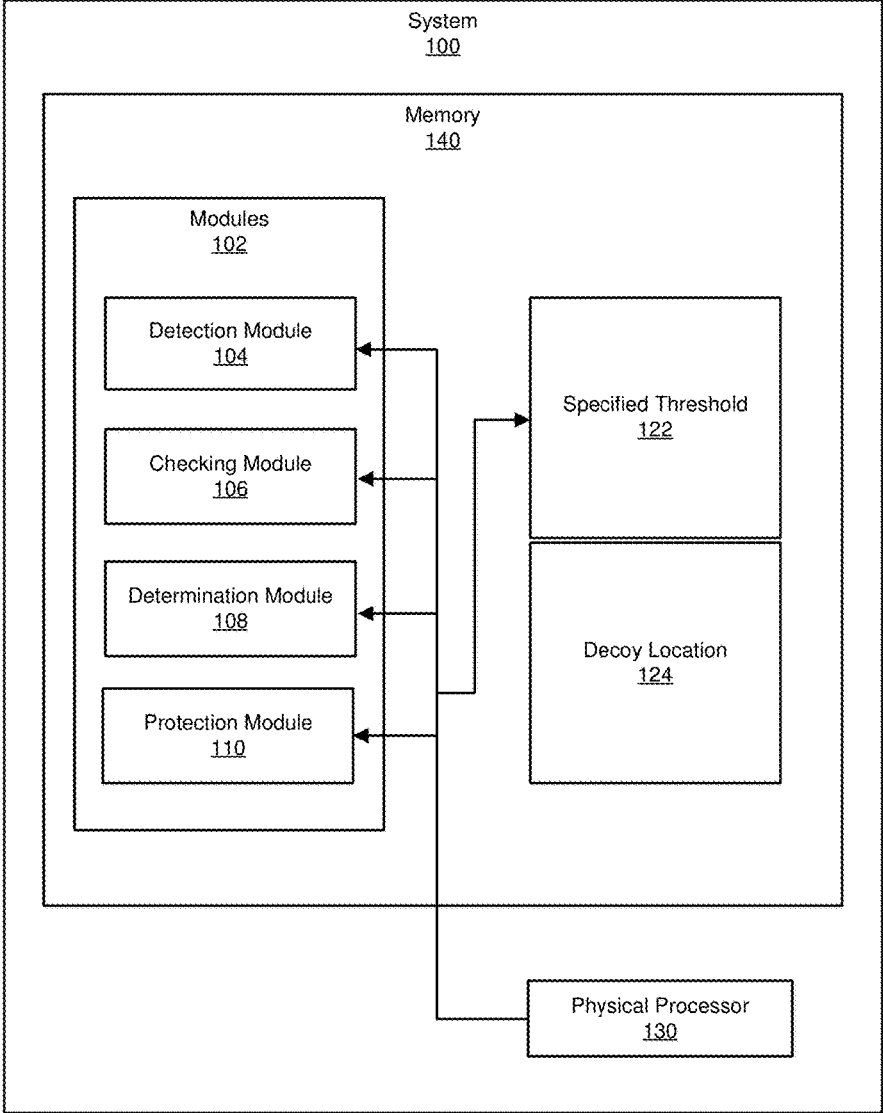 System
100
Memory
140
Modules
102
Detection Module
104
Checking Module
106
Determination Module
108
Protection Module
110
Specified Threshold
122
Decoy Location
124
Physical Processor
130